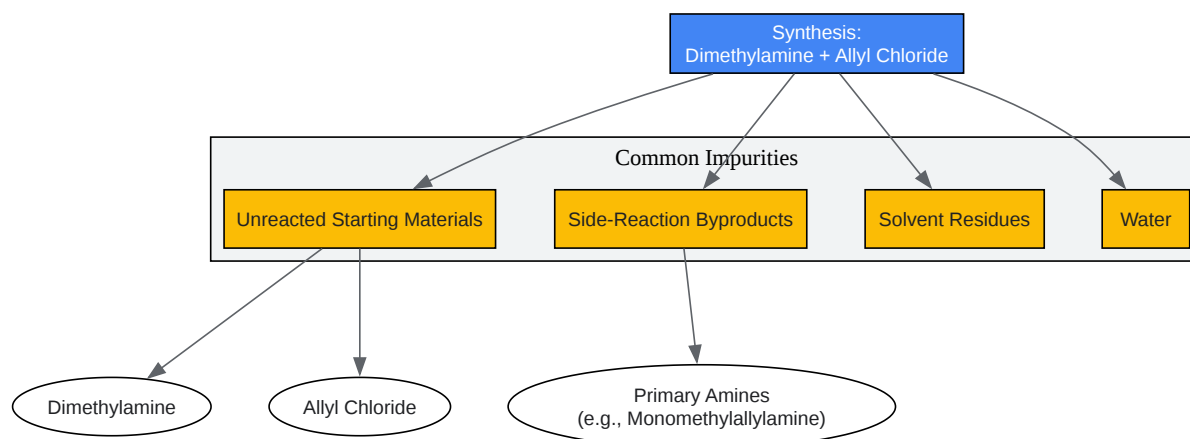 Synthesis:
Dimethylamine + Allyl Chloride
Common Impurities
Unreacted Starting Materials
Side-Reaction Byproducts
Solvent Residues
Water
Dimethylamine
Allyl Chloride
Primary Amines
(e.g., Monomethylallylamine)